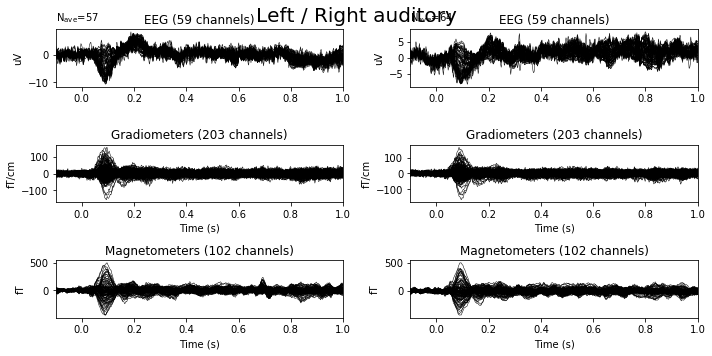 Left / Right auditory
Nave=57
EEG (59 channels)
EEG (59 channels)
uV
0
−10
0.0 0.2 0.4 0.6 0.8 1.0
uV
5
0
−5
0.0 0.2 0.4 0.6 0.8 1.0
Gradiometers (203 channels)
Gradiometers (203 channels)
fT/cm
100
0
−100
0.0 0.2 0.4 0.6 0.8 1.0
Time (s)
fT/cm
100
0
−100
0.0 0.2 0.4 0.6 0.8 1.0
Time (s)
Magnetometers (102 channels)
Magnetometers (102 channels)
fT
500
0
0.0 0.2 0.4 0.6 0.8 1.0
Time (s)
fT
500
0
0.0 0.2 0.4 0.6 0.8 1.0
Time (s)